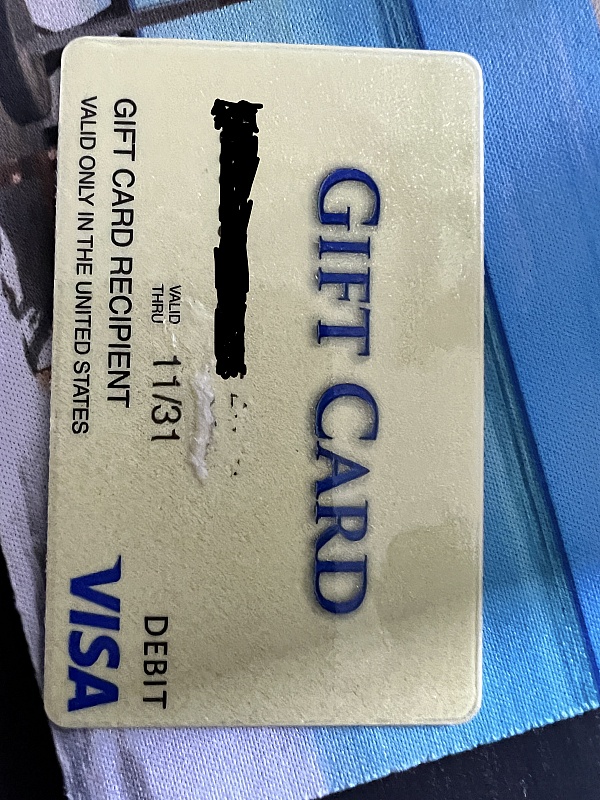 GIFT CARD
VALID
THRU 11/31
GIFT CARD RECIPIENT
VALID ONLY IN THE UNITED STATES
DEBIT
VISA